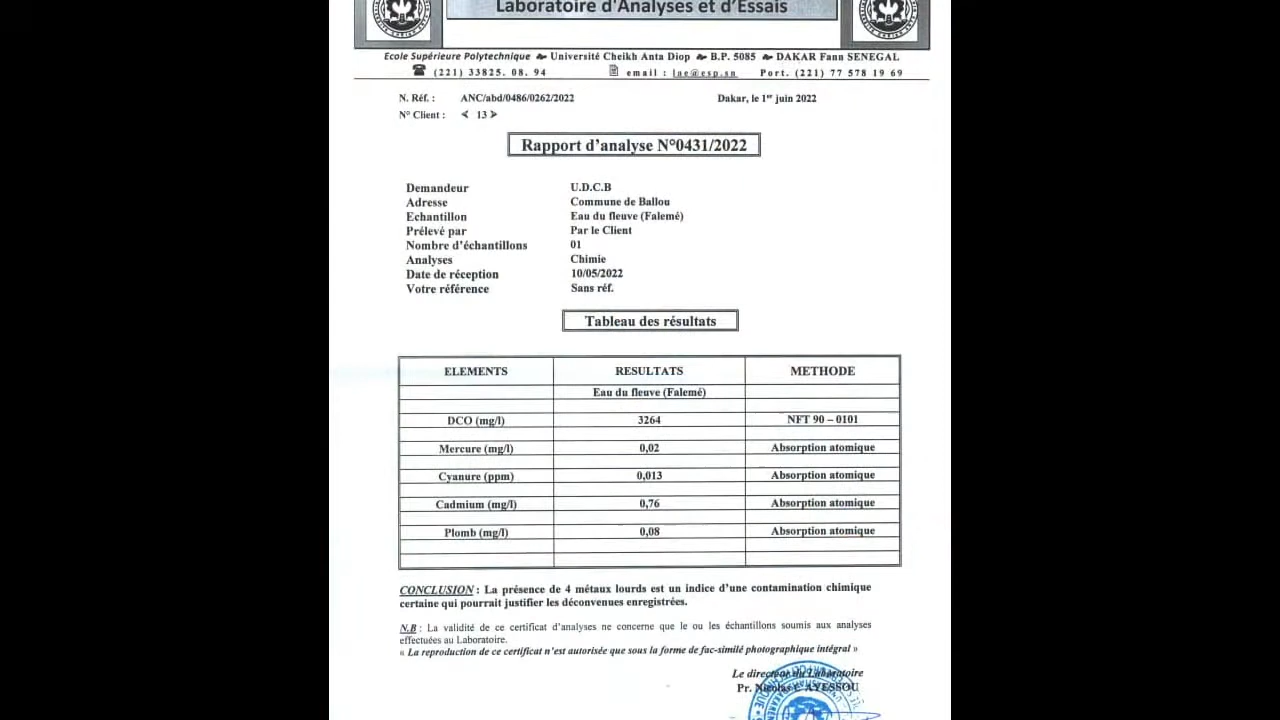 Laboratoire d'Analyses et d'Essais
Ecole Supérieure Polytechnique Université Cheikh Anta Diop B.P. 5085 DAKAR Fann SENEGAL
(221) 33825. 08. 94 email : lae@esp.sn Port. (221) 77 578 19 69
N. Réf. : ANC/abd/0486/0262/2022 Dakar, le 1er juin 2022
N° Client : < 13 >
Rapport d'analyse N°0431/2022
Demandeur U.D.C.B
Adresse Commune de Ballou
Echantillon Eau du fleuve (Falemé)
Prélevé par Par le Client
Nombre d'échantillons 01
Analyses Chimie
Date de réception 10/05/2022
Votre référence Sans réf.
Tableau des résultats
ELEMENTS RESULTATS METHODE
Eau du fleuve (Falemé)
DCO (mg/l) 3264 NFT 90 – 0101
Mercure (mg/l) 0,02 Absorption atomique
Cyanure (ppm) 0,013 Absorption atomique
Cadmium (mg/l) 0,76 Absorption atomique
Plomb (mg/l) 0,08 Absorption atomique
CONCLUSION : La présence de 4 métaux lourds est un indice d'une contamination chimique
certaine qui pourrait justifier les déconvenues enregistrées.
N.B : La validité de ce certificat d'analyses ne concerne que le ou les échantillons soumis aux analyses
effectuées au Laboratoire.
« La reproduction de ce certificat n'est autorisée que sous la forme de fac-similé photographique intégral »
Le directeur du Laboratoire
Pr. Nicolas C AYESSOU